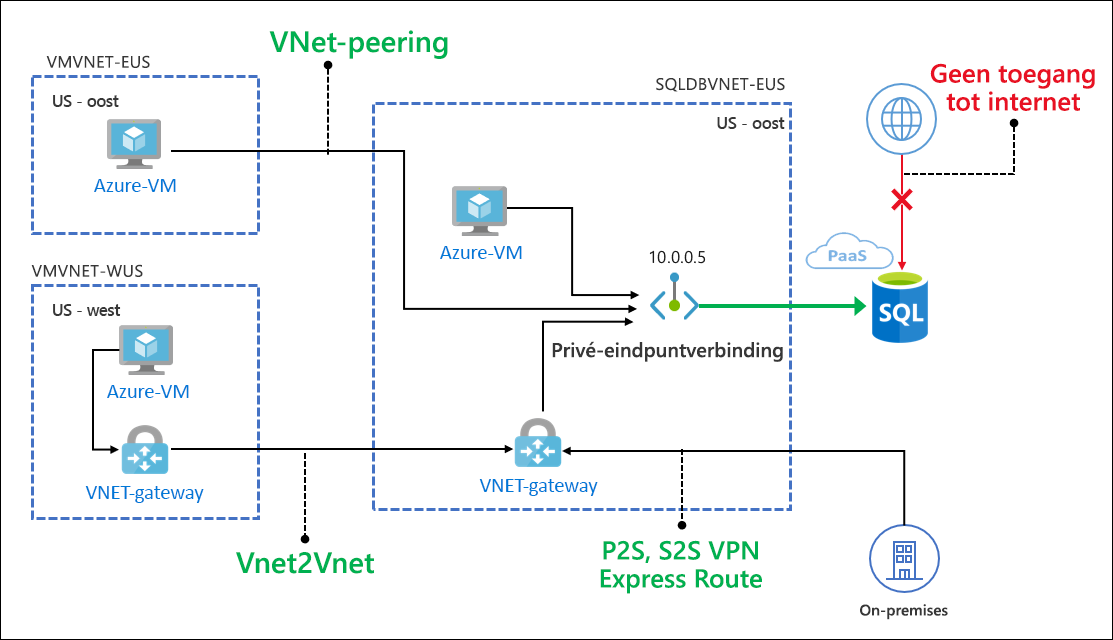 VNet-peering
VMVNET-EUS
US - oost
Azure-VM
SQLDBVNET-EUS
US - oost
Geen toegang
tot internet
Azure-VM
10.0.0.5
PaaS
SQL
Privé-eindpuntverbinding
VMVNET-WUS
US - west
Azure-VM
VNET-gateway
VNET-gateway
Vnet2Vnet
P2S, S2S VPN
Express Route
On-premises